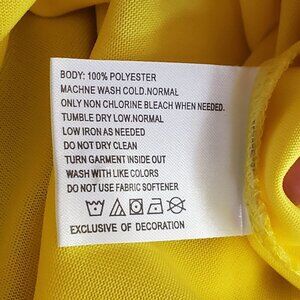 BODY: 100% POLYESTER
MACHNE WASH COLD.NORMAL
ONLY NON CHLORINE BLEACH WHEN NEEDED.
TUMBLE DRY LOW.NORMAL
LOW IRON AS NEEDED
DO NOT DRY CLEAN
TURN GARMENT INSIDE OUT
WASH WITH LIKE COLORS
DO NOT USE FABRIC SOFTENER
EXCLUSIVE OF DECORATION